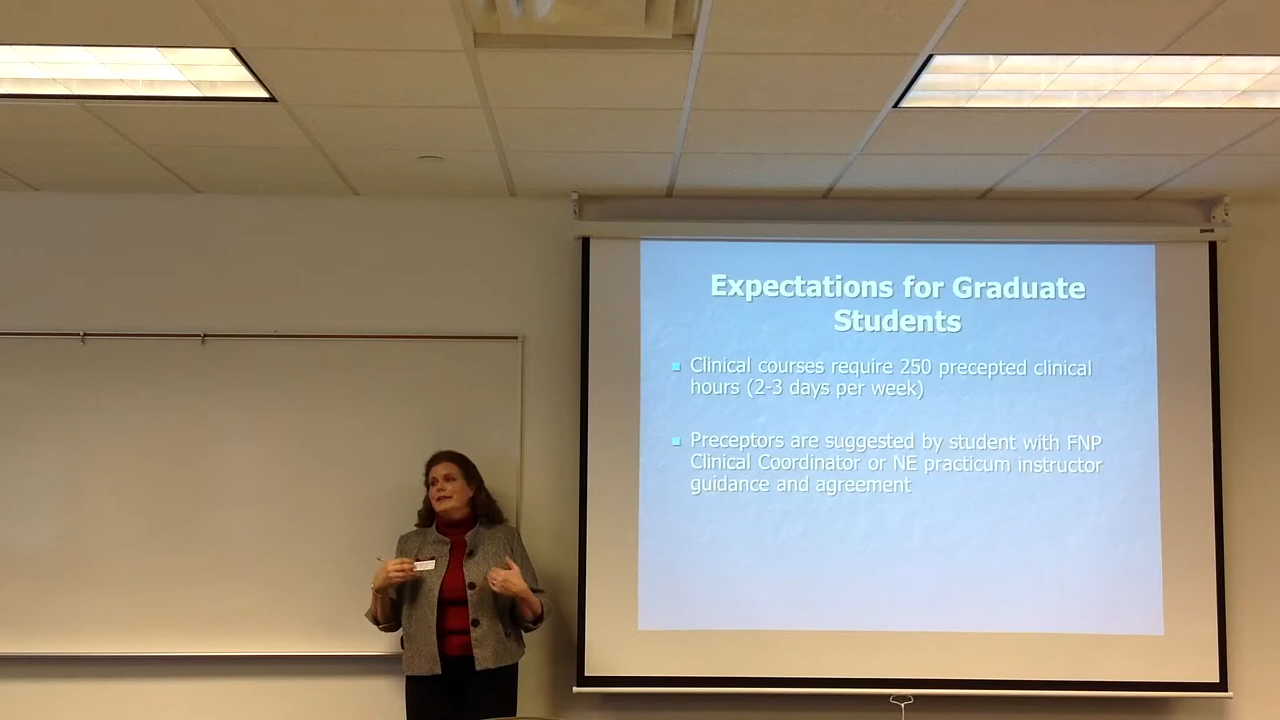 Expectations for Graduate
Students
Clinical courses require 250 precepted clinical
hours (2-3 days per week)
Preceptors are suggested by student with FNP
Clinical Coordinator or NE practicum instructor
guidance and agreement